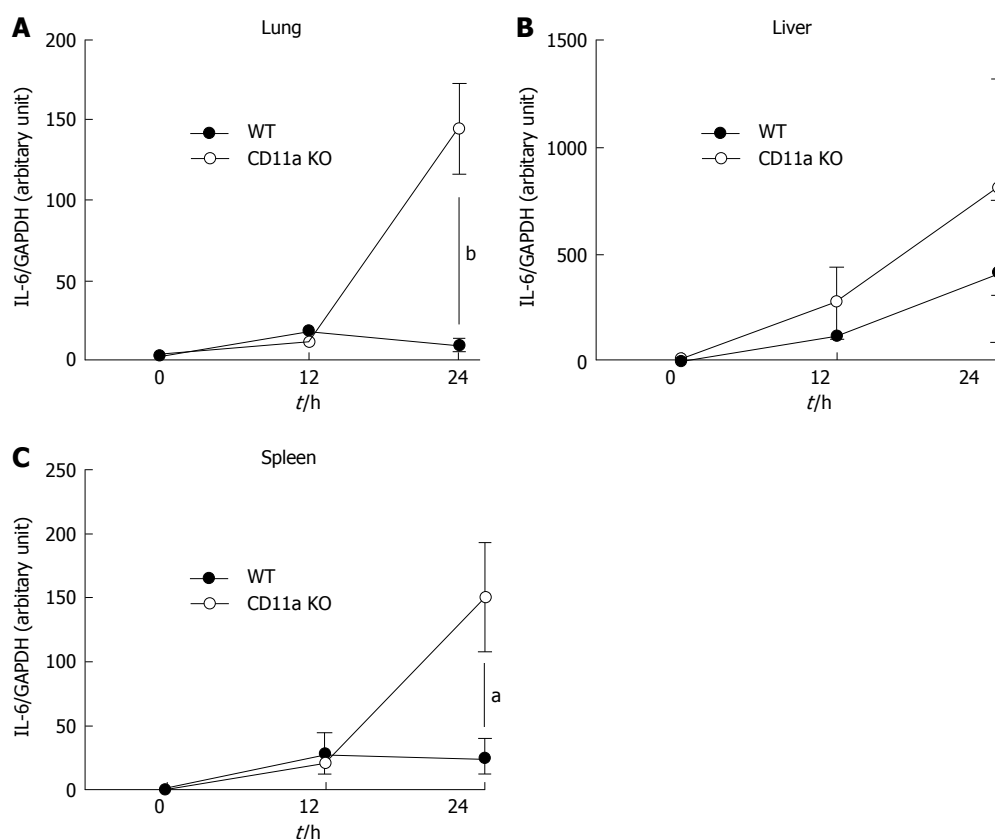 A
Lung
200
150
100
50
0
IL-6/GAPDH (arbitary unit)
WT
CD11a KO
b
0 12 24
t/h
B
Liver
1500
1000
500
0
IL-6/GAPDH (arbitary unit)
WT
CD11a KO
0 12 24
t/h
C
Spleen
250
200
150
100
50
0
IL-6/GAPDH (arbitary unit)
WT
CD11a KO
a
0 12 24
t/h